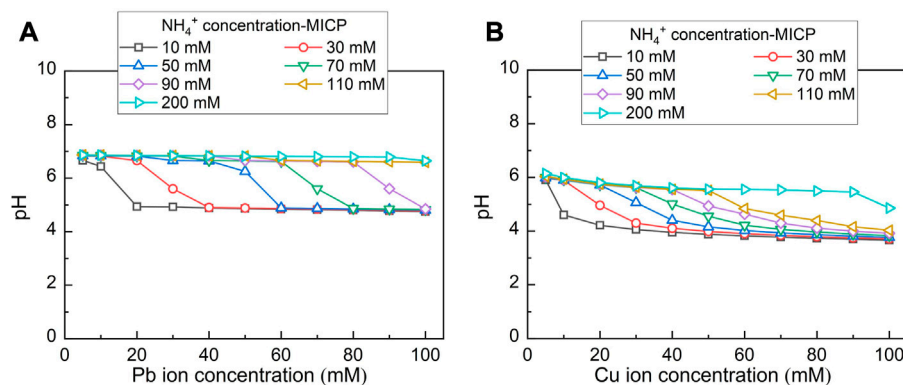 A
NH₄⁺ concentration-MICP
10 mM
30 mM
50 mM
70 mM
90 mM
110 mM
200 mM
10
8
6
4
2
0
pH
0 20 40 60 80 100
Pb ion concentration (mM)
B
NH₄⁺ concentration-MICP
10 mM
30 mM
50 mM
70 mM
90 mM
110 mM
200 mM
10
8
6
4
2
0
pH
0 20 40 60 80 100
Cu ion concentration (mM)